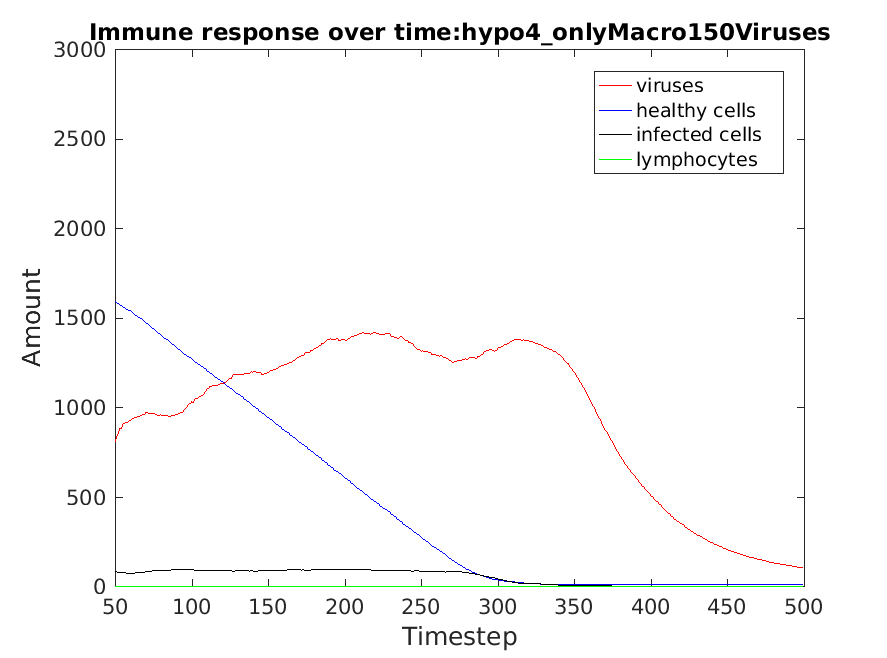 Immune response over time:hypo4_onlyMacro150Viruses
3000
2500
2000
1500
1000
500
0
Amount
viruses
healthy cells
infected cells
lymphocytes
50 100 150 200 250 300 350 400 450 500
Timestep